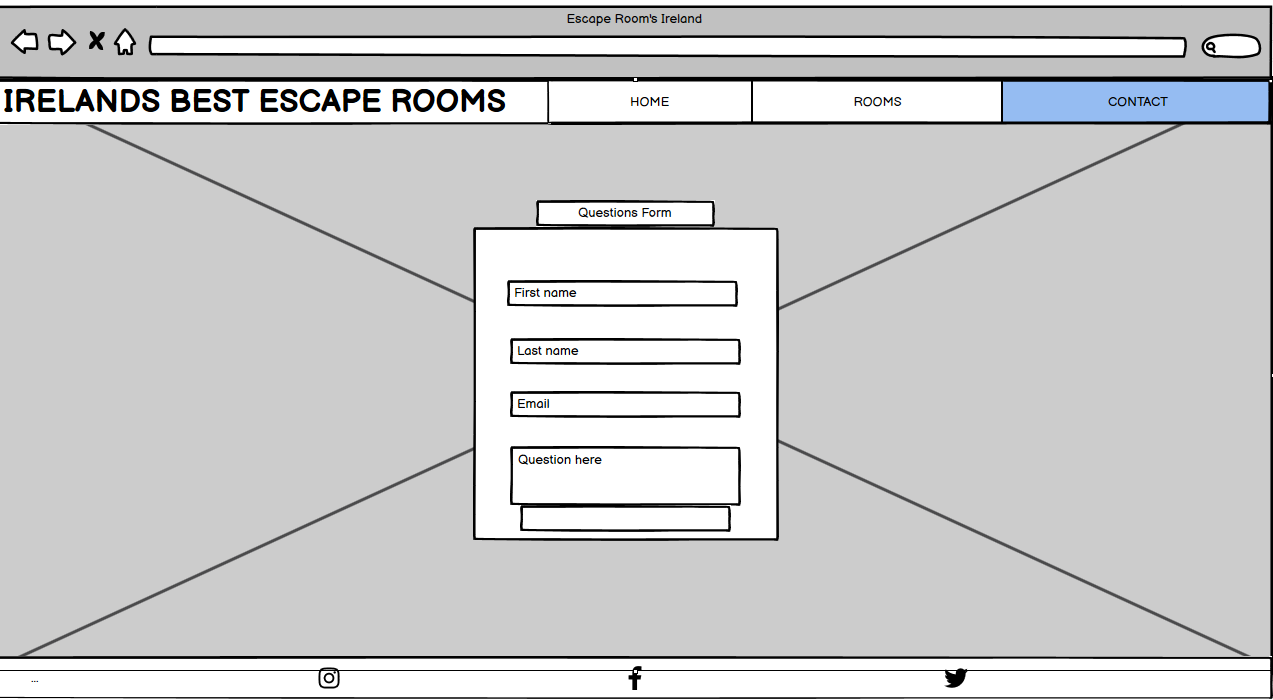 Escape Room's Ireland
IRELANDS BEST ESCAPE ROOMS
HOME
ROOMS
CONTACT
Questions Form
First name
Last name
Email
Question here
...